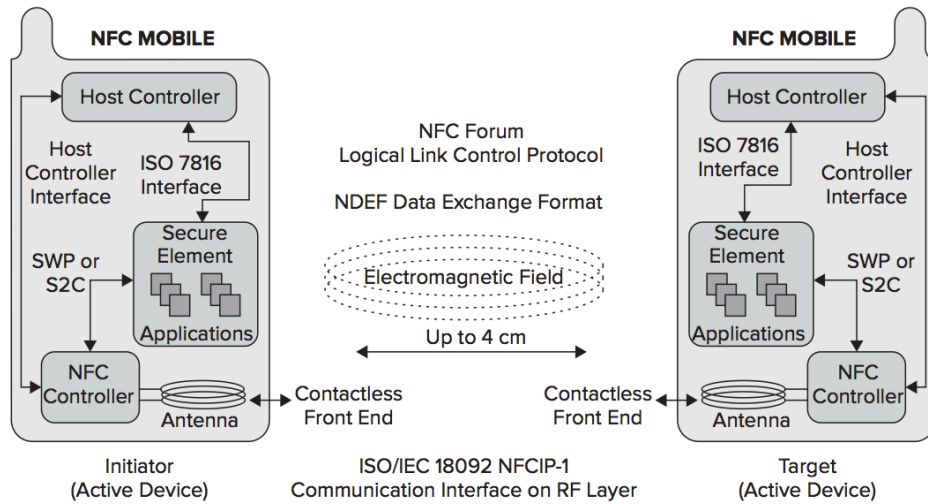 NFC MOBILE
Host Controller
Host
Controller
Interface
ISO 7816
Interface
Secure
Element
Applications
SWP or
S2C
NFC
Controller
Antenna
Contactless
Front End
Initiator
(Active Device)
NFC Forum
Logical Link Control Protocol
NDEF Data Exchange Format
Electromagnetic Field
Up to 4 cm
ISO/IEC 18092 NFCIP-1
Communication Interface on RF Layer
NFC MOBILE
Host Controller
ISO 7816
Interface
Host
Controller
Interface
Secure
Element
Applications
SWP or
S2C
NFC
Controller
Antenna
Contactless
Front End
Target
(Active Device)